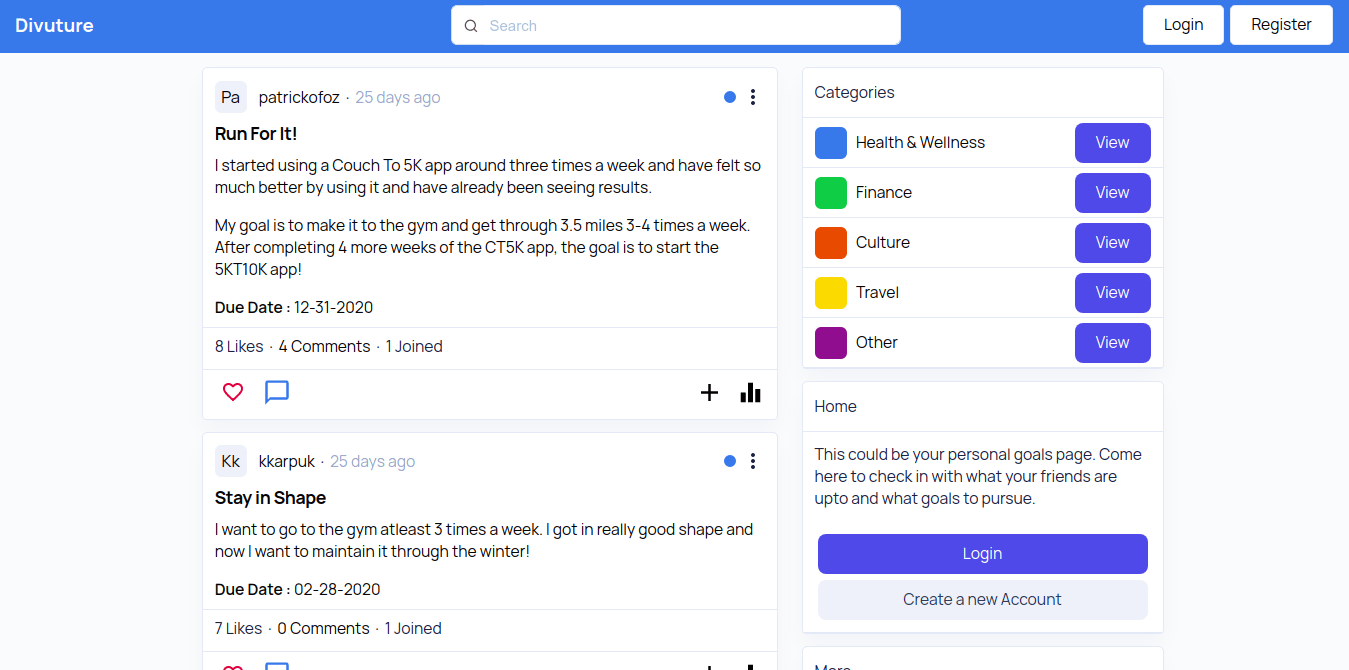 Divuture
Search
Login
Register
Pa
patrickofoz · 25 days ago
Run For It!
I started using a Couch To 5K app around three times a week and have felt so
much better by using it and have already been seeing results.
My goal is to make it to the gym and get through 3.5 miles 3-4 times a week.
After completing 4 more weeks of the CT5K app, the goal is to start the
5KT10K app!
Due Date : 12-31-2020
8 Likes · 4 Comments · 1 Joined
Kk
kkarpuk · 25 days ago
Stay in Shape
I want to go to the gym atleast 3 times a week. I got in really good shape and
now I want to maintain it through the winter!
Due Date : 02-28-2020
7 Likes · 0 Comments · 1 Joined
Categories
Health & Wellness
View
Finance
View
Culture
View
Travel
View
Other
View
Home
This could be your personal goals page. Come
here to check in with what your friends are
upto and what goals to pursue.
Login
Create a new Account
More